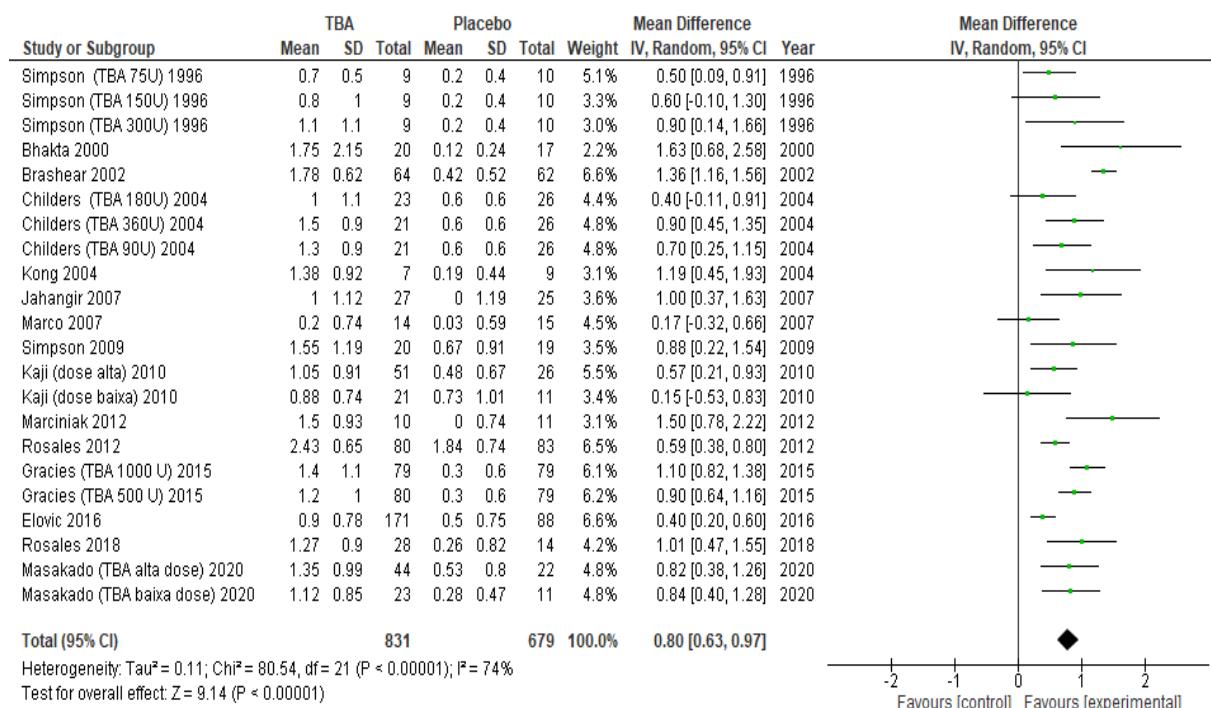 TBA Placebo Mean Difference Mean Difference
Study or Subgroup Mean SD Total Mean SD Total Weight IV, Random, 95% CI Year IV, Random, 95% CI
Simpson (TBA 75U) 1996 0.7 0.5 9 0.2 0.4 10 5.1% 0.50 [0.09, 0.91] 1996
Simpson (TBA 150U) 1996 0.8 1 9 0.2 0.4 10 3.3% 0.60 [-0.10, 1.30] 1996
Simpson (TBA 300U) 1996 1.1 1.1 9 0.2 0.4 10 3.0% 0.90 [0.14, 1.66] 1996
Bhakta 2000 1.75 2.15 20 0.12 0.24 17 2.2% 1.63 [0.68, 2.58] 2000
Brashear 2002 1.78 0.62 64 0.42 0.52 62 6.6% 1.36 [1.16, 1.56] 2002
Childers (TBA 180U) 2004 1 1.1 23 0.6 0.6 26 4.4% 0.40 [-0.11, 0.91] 2004
Childers (TBA 360U) 2004 1.5 0.9 21 0.6 0.6 26 4.8% 0.90 [0.45, 1.35] 2004
Childers (TBA 90U) 2004 1.3 0.9 21 0.6 0.6 26 4.8% 0.70 [0.25, 1.15] 2004
Kong 2004 1.38 0.92 7 0.19 0.44 9 3.1% 1.19 [0.45, 1.93] 2004
Jahangir 2007 1 1.12 27 0 1.19 25 3.6% 1.00 [0.37, 1.63] 2007
Marco 2007 0.2 0.74 14 0.03 0.59 15 4.5% 0.17 [-0.32, 0.66] 2007
Simpson 2009 1.55 1.19 20 0.67 0.91 19 3.5% 0.88 [0.22, 1.54] 2009
Kaji (dose alta) 2010 1.05 0.91 51 0.48 0.67 26 5.5% 0.57 [0.21, 0.93] 2010
Kaji (dose baixa) 2010 0.88 0.74 21 0.73 1.01 11 3.4% 0.15 [-0.53, 0.83] 2010
Marciniak 2012 1.5 0.93 10 0 0.74 11 3.2% 1.50 [0.78, 2.22] 2012
Rosales 2012 2.43 0.65 80 1.84 0.74 83 6.5% 0.59 [0.38, 0.80] 2012
Gracies (TBA 1000 U) 2015 1.4 1.1 79 0.3 0.6 79 6.1% 1.10 [0.82, 1.38] 2015
Gracies (TBA 500 U) 2015 1.2 1 80 0.3 0.6 79 6.2% 0.90 [0.64, 1.16] 2015
Elovic 2016 0.9 0.78 171 0.5 0.75 88 6.6% 0.40 [0.20, 0.60] 2016
Rosales 2018 1.27 0.9 28 0.26 0.82 14 4.2% 1.01 [0.47, 1.55] 2018
Masakado (TBA alta dose) 2020 1.35 0.99 44 0.53 0.8 22 4.8% 0.82 [0.38, 1.26] 2020
Masakado (TBA baixa dose) 2020 1.12 0.85 23 0.28 0.47 11 4.8% 0.84 [0.40, 1.28] 2020
Total (95% CI) 831 679 100.0% 0.80 [0.63, 0.97]
Heterogeneity: Tau² = 0.11; Chi² = 80.54, df = 21 (P < 0.00001); I² = 74%
Test for overall effect: Z = 9.14 (P < 0.00001)
-2 -1 0 1 2
Favours [control] Favours [experimental]